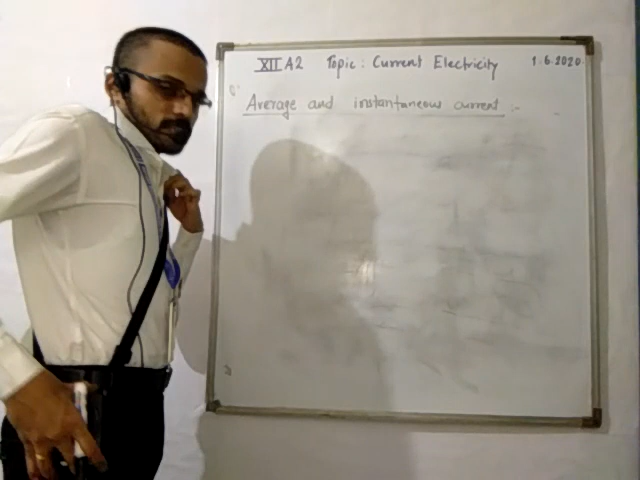 XII A2 Topic : Current Electricity 1.6.2020
Average and instantaneous current :-